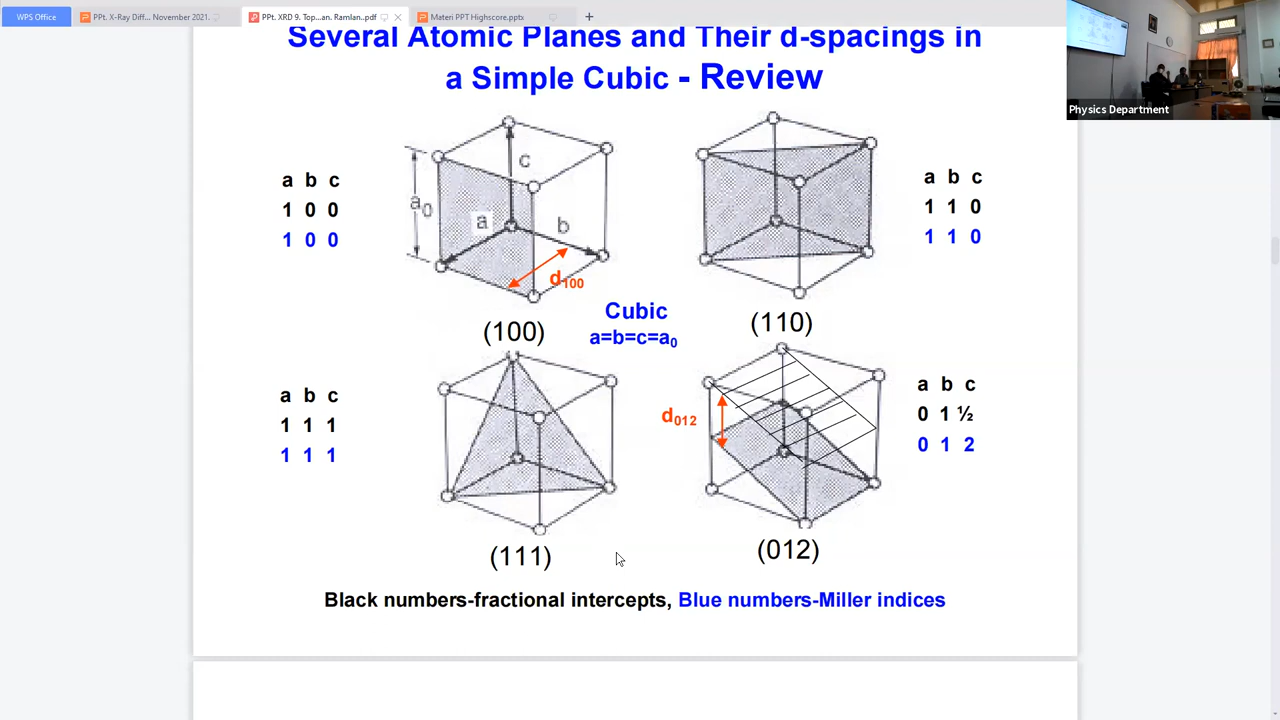 WPS Office
PPt. X-Ray Diff... November 2021.
PPt. XRD 9. Top...an. Ramlan..pdf
Materi PPT Highscore.pptx
Physics Department
Several Atomic Planes and Their d-spacings in
a Simple Cubic - Review
a b c
1 0 0
1 0 0
a0
c
a
b
d100
(100)
a b c
1 1 0
1 1 0
(110)
Cubic
a=b=c=a0
a b c
1 1 1
1 1 1
(111)
d012
a b c
0 1 ½
0 1 2
(012)
Black numbers-fractional intercepts, Blue numbers-Miller indices